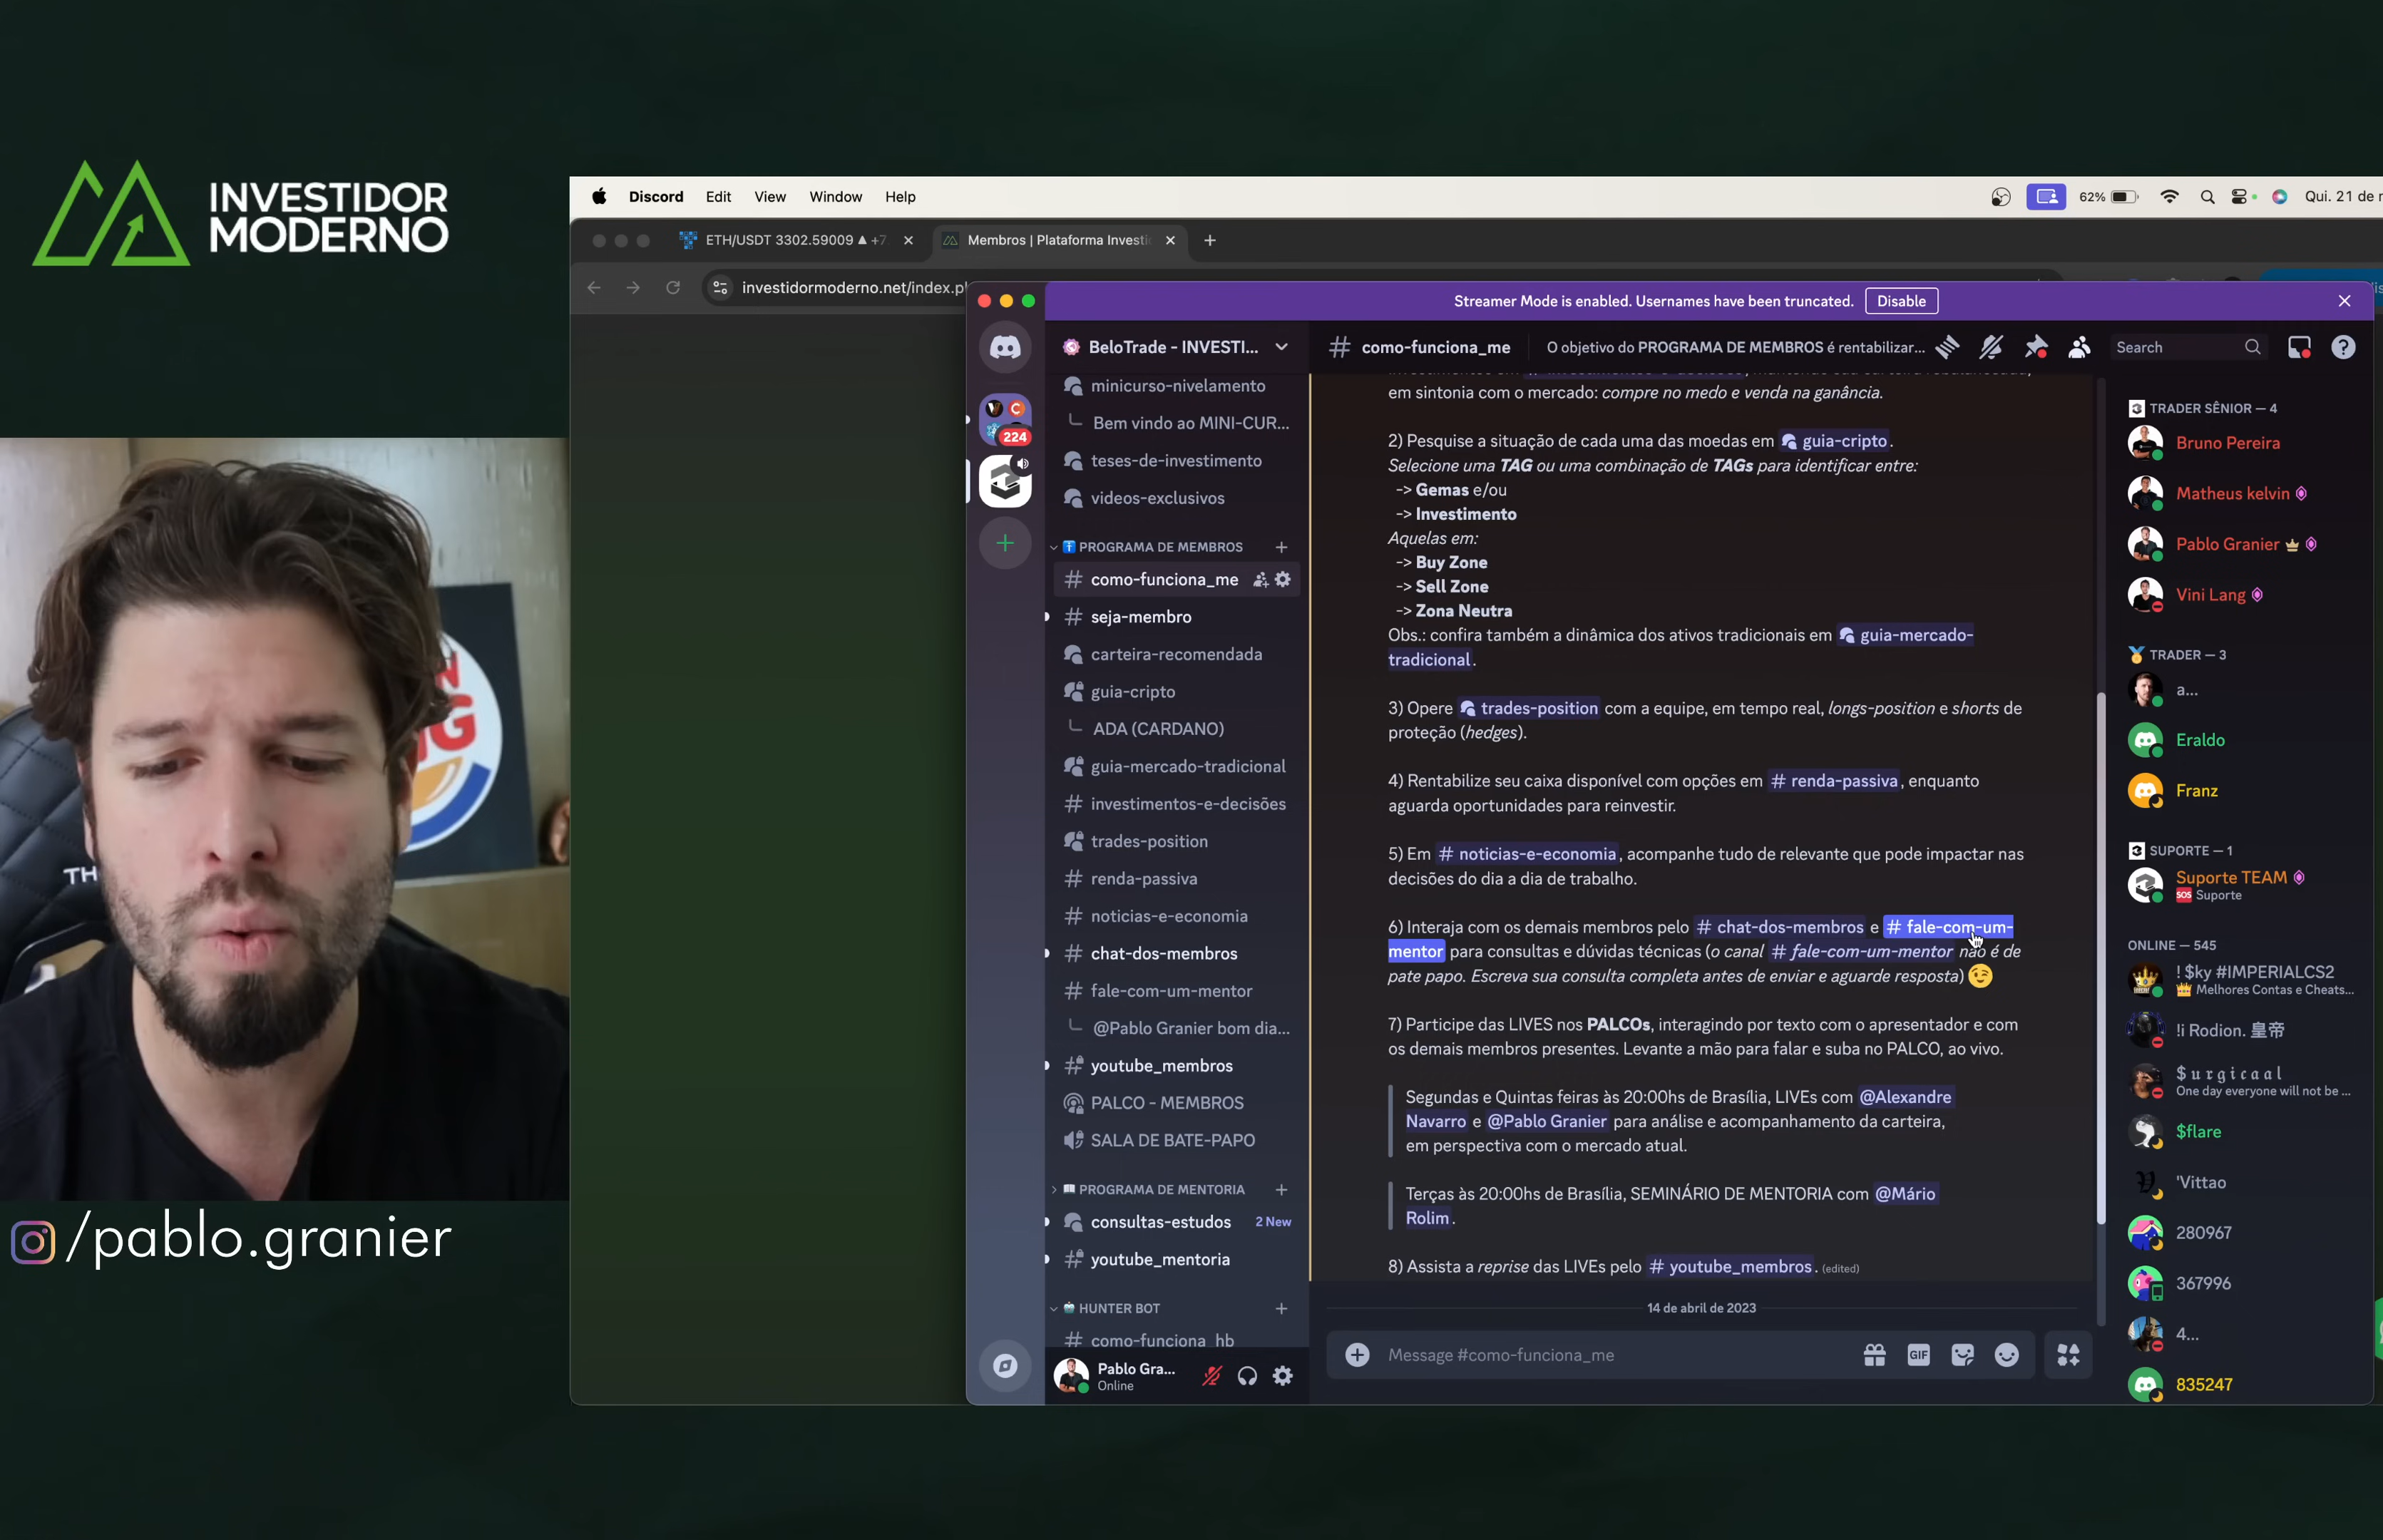 INVESTIDOR
MODERNO
Discord Edit View Window Help
62%
Qui. 21 de
ETH/USDT 3302.59009 ▲ +7
Membros | Plataforma Investi
investidormoderno.net/index.p
Streamer Mode is enabled. Usernames have been truncated. Disable
224
BeloTrade - INVESTI...
minicurso-nivelamento
Bem vindo ao MINI-CUR...
teses-de-investimento
videos-exclusivos
PROGRAMA DE MEMBROS
# como-funciona_me
# seja-membro
carteira-recomendada
guia-cripto
ADA (CARDANO)
guia-mercado-tradicional
# investimentos-e-decisões
trades-position
# renda-passiva
# noticias-e-economia
# chat-dos-membros
# fale-com-um-mentor
@Pablo Granier bom dia...
# youtube_membros
PALCO - MEMBROS
SALA DE BATE-PAPO
PROGRAMA DE MENTORIA
consultas-estudos 2 New
# youtube_mentoria
HUNTER BOT
# como-funciona_hb
Pablo Gra...
Online
# como-funciona_me
O objetivo do PROGRAMA DE MEMBROS é rentabilizar...
Search
em sintonia com o mercado: compre no medo e venda na ganância.
2) Pesquise a situação de cada uma das moedas em guia-cripto.
Selecione uma TAG ou uma combinação de TAGs para identificar entre:
-> Gemas e/ou
-> Investimento
Aquelas em:
-> Buy Zone
-> Sell Zone
-> Zona Neutra
Obs.: confira também a dinâmica dos ativos tradicionais em guia-mercado-
tradicional.
3) Opere trades-position com a equipe, em tempo real, longs-position e shorts de
proteção (hedges).
4) Rentabilize seu caixa disponível com opções em # renda-passiva, enquanto
aguarda oportunidades para reinvestir.
5) Em # noticias-e-economia, acompanhe tudo de relevante que pode impactar nas
decisões do dia a dia de trabalho.
6) Interaja com os demais membros pelo # chat-dos-membros e # fale-com-um-
mentor para consultas e dúvidas técnicas (o canal # fale-com-um-mentor não é de
pate papo. Escreva sua consulta completa antes de enviar e aguarde resposta) 😉
7) Participe das LIVES nos PALCOs, interagindo por texto com o apresentador e com
os demais membros presentes. Levante a mão para falar e suba no PALCO, ao vivo.
Segundas e Quintas feiras às 20:00hs de Brasília, LIVEs com @Alexandre
Navarro e @Pablo Granier para análise e acompanhamento da carteira,
em perspectiva com o mercado atual.
Terças às 20:00hs de Brasília, SEMINÁRIO DE MENTORIA com @Mário
Rolim.
8) Assista a reprise das LIVEs pelo # youtube_membros. (edited)
14 de abril de 2023
Message #como-funciona_me
GIF
TRADER SÊNIOR — 4
Bruno Pereira
Matheus kelvin
Pablo Granier
Vini Lang
TRADER — 3
a...
Eraldo
Franz
SUPORTE — 1
Suporte TEAM
SOS Suporte
ONLINE — 545
! $ky #IMPERIALCS2
Melhores Contas e Cheats...
!i Rodion. 皇帝
$ u r g i c a a l
One day everyone will not be ...
$flare
'Vittao
280967
367996
4...
835247
TH
/pablo.granier